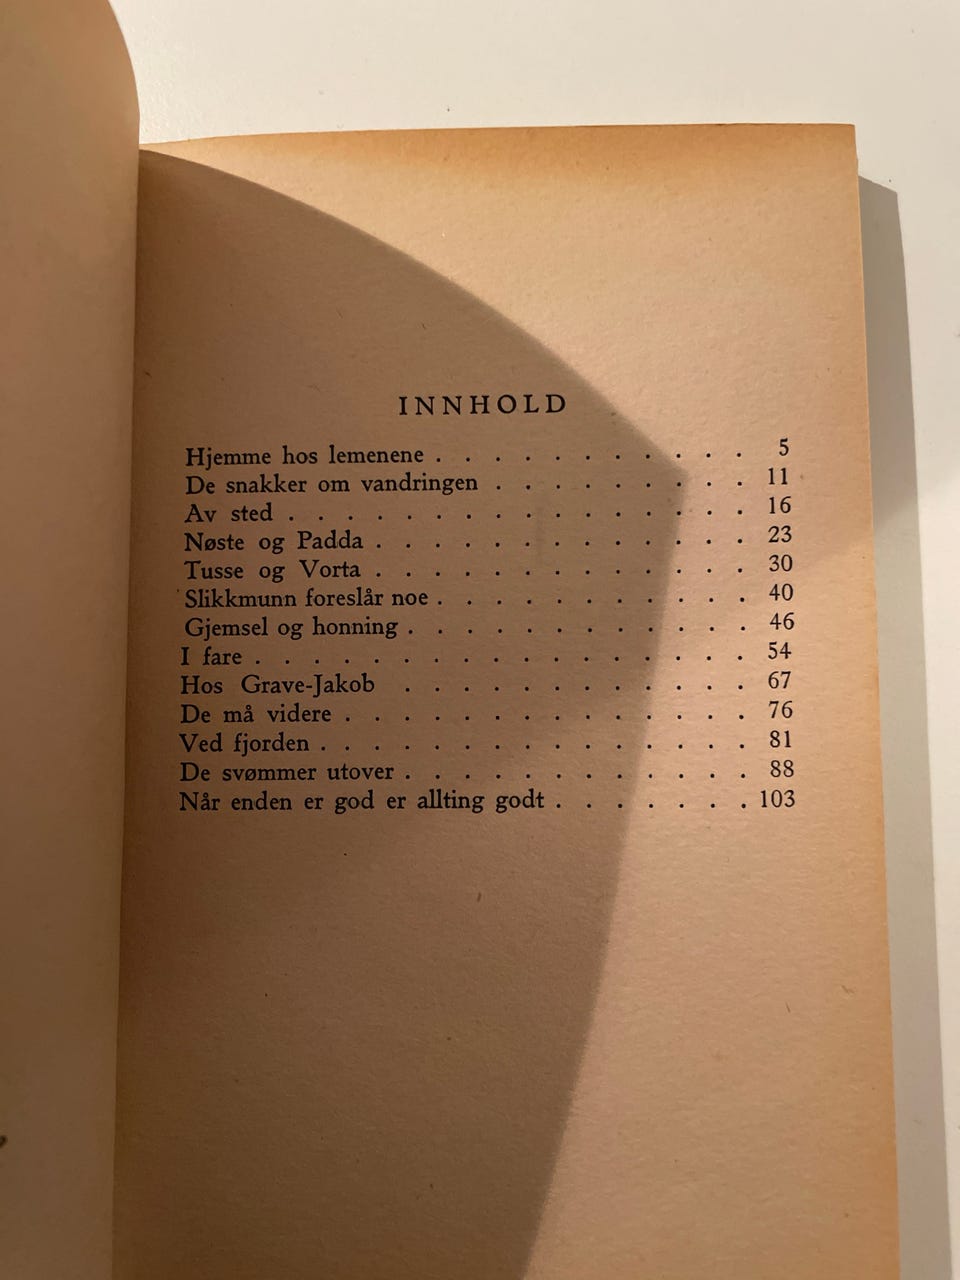 INNHOLD
Hjemme hos lemenene . . . . . . . . . . . 5
De snakker om vandringen . . . . . . . . . 11
Av sted . . . . . . . . . . . . . . . . 16
Nøste og Padda . . . . . . . . . . . . . 23
Tusse og Vorta . . . . . . . . . . . . . 30
Slikkmunn foreslår noe . . . . . . . . . . . 40
Gjemsel og honning . . . . . . . . . . . . 46
I fare . . . . . . . . . . . . . . . . . 54
Hos Grave-Jakob . . . . . . . . . . . . 67
De må videre . . . . . . . . . . . . . . 76
Ved fjorden . . . . . . . . . . . . . . . 81
De svømmer utover . . . . . . . . . . . . 88
Når enden er god er allting godt . . . . . . . 103